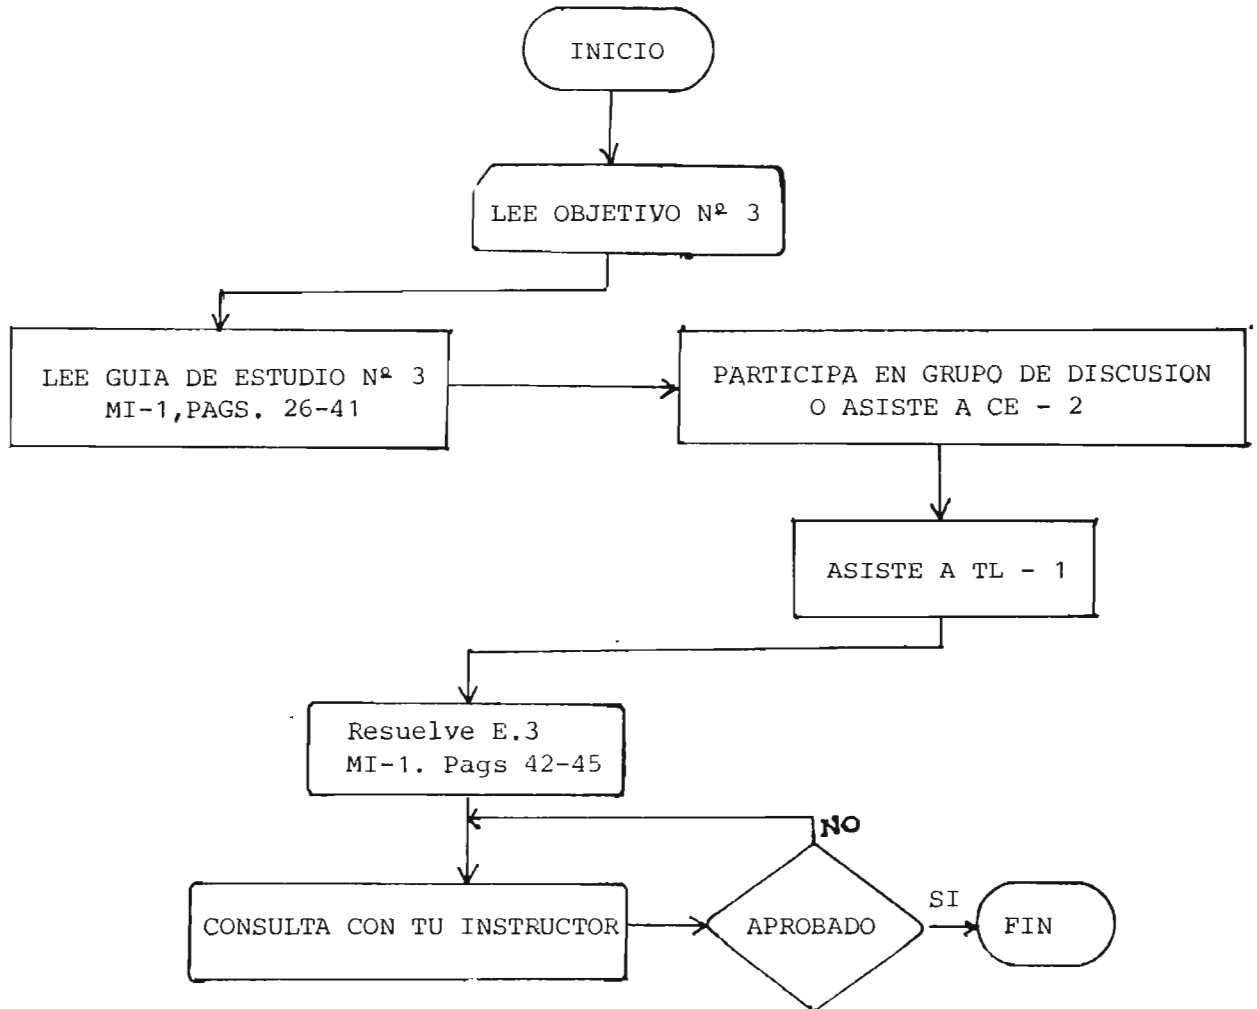 INICIO
LEE OBJETIVO Nº 3
LEE GUIA DE ESTUDIO Nº 3
MI-1,PAGS. 26-41
PARTICIPA EN GRUPO DE DISCUSION
O ASISTE A CE - 2
ASISTE A TL - 1
Resuelve E.3
MI-1. Pags 42-45
NO
CONSULTA CON TU INSTRUCTOR
APROBADO
SI
FIN